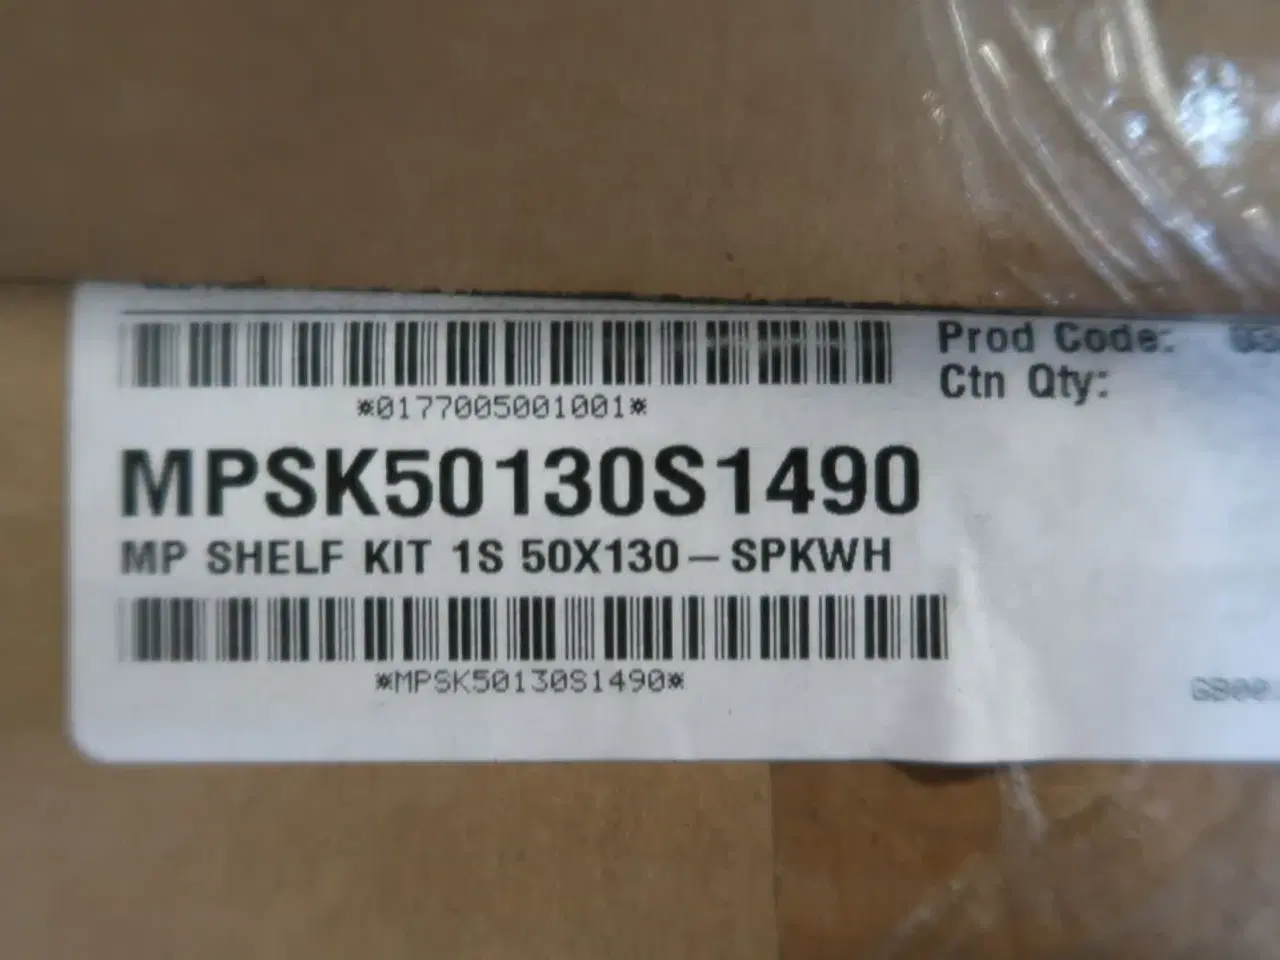 Prod Code:
Ctn Qty:
*0177005001001*
MPSK50130S1490
MP SHELF KIT 1S 50X130 – SPKWH
*MPSK50130S1490*